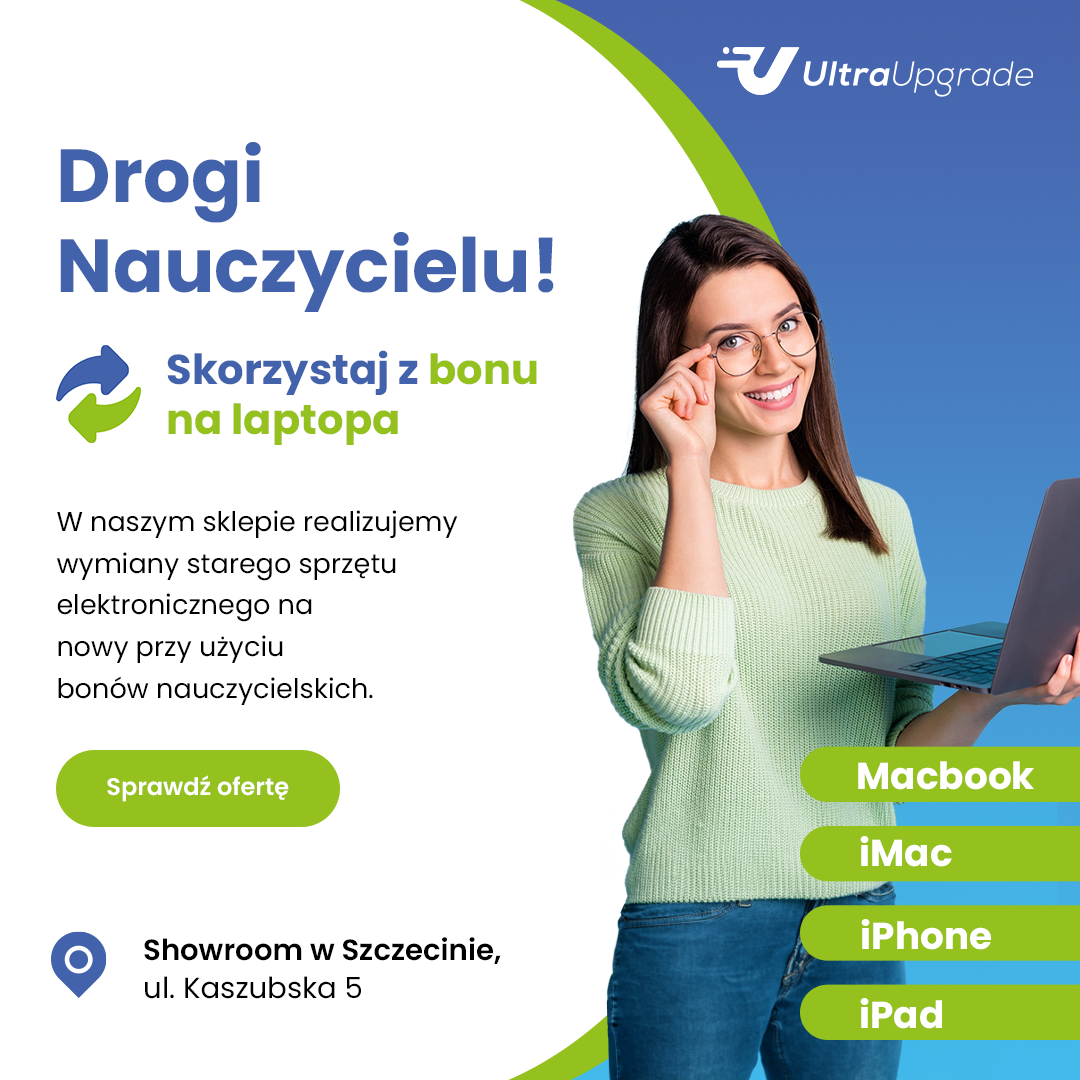 UltraUpgrade
Drogi
Nauczycielu!
Skorzystaj z bonu
na laptopa
W naszym sklepie realizujemy
wymiany starego sprzętu
elektronicznego na
nowy przy użyciu
bonów nauczycielskich.
Sprawdź ofertę
Macbook
iMac
iPhone
iPad
Showroom w Szczecinie,
ul. Kaszubska 5